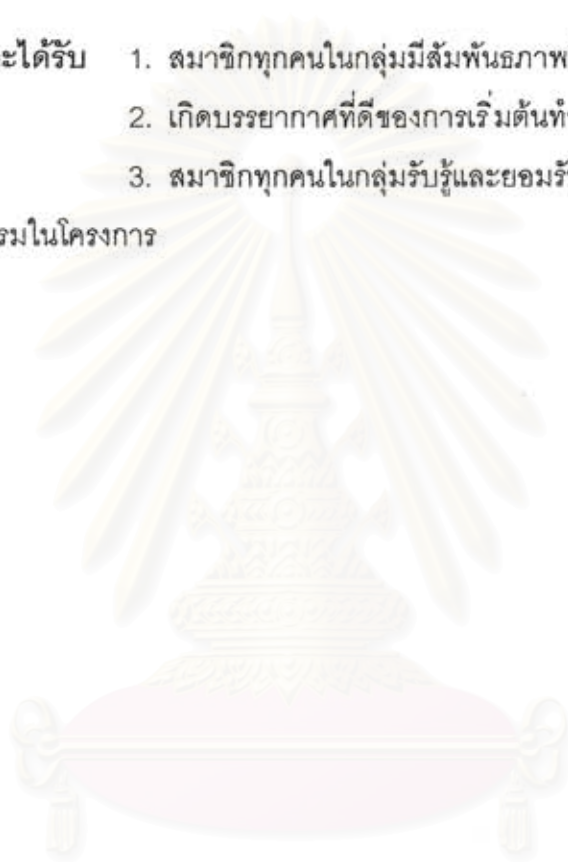 ะได้รับ 1. สมาชิกทุกคนในกลุ่มมีสัมพันธภาพ
2. เกิดบรรยากาศที่ดีของการเริ่มต้นทำ
3. สมาชิกทุกคนในกลุ่มรับรู้และยอมรั
รมในโครงการ